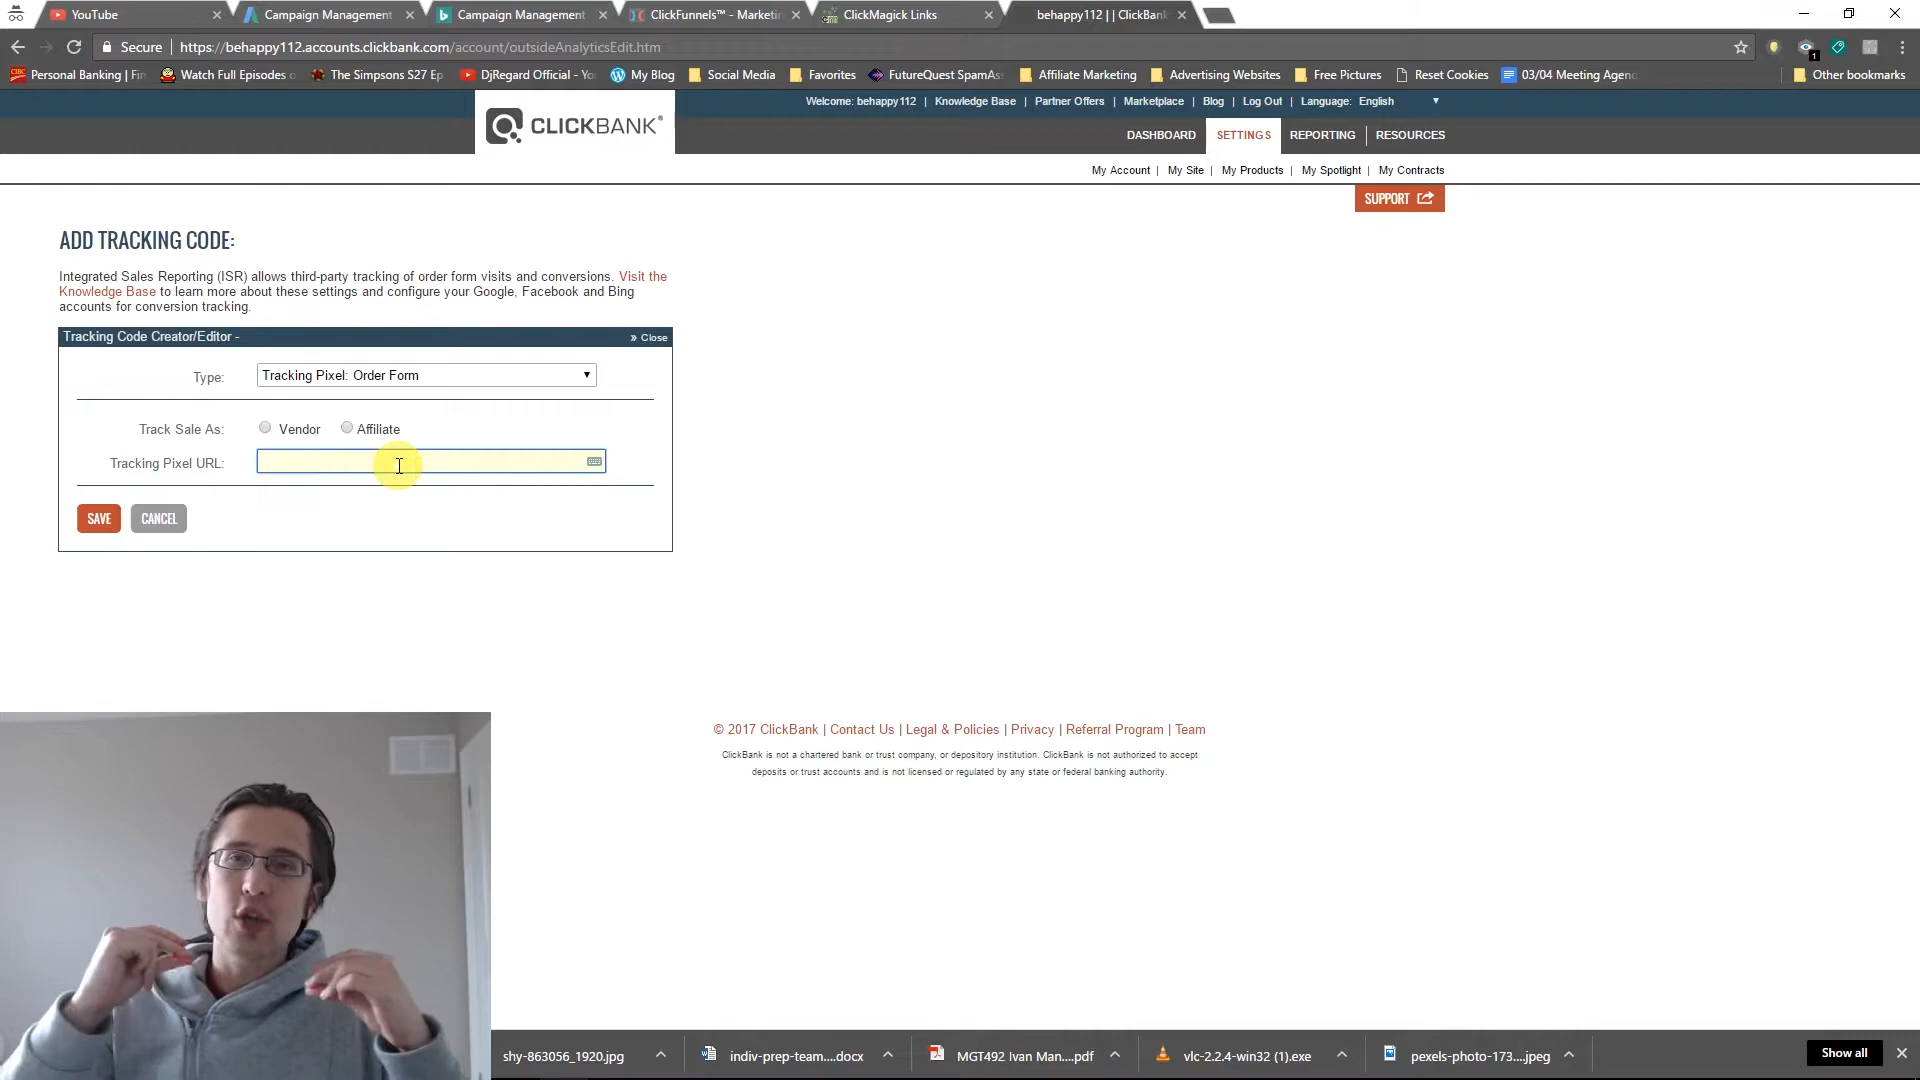 YouTube
Campaign Management
Campaign Management
ClickFunnels™ - Marketin
ClickMagick Links
behappy112 | | ClickBank
Secure
https://behappy112.accounts.clickbank.com/account/outsideAnalyticsEdit.htm
CIBC
Personal Banking | Fin
Watch Full Episodes o
The Simpsons S27 Ep
DjRegard Official - Yo
My Blog
Social Media
Favorites
FutureQuest SpamAs
Affiliate Marketing
Advertising Websites
Free Pictures
Reset Cookies
03/04 Meeting Agend
Other bookmarks
Welcome: behappy112 | Knowledge Base | Partner Offers | Marketplace | Blog | Log Out | Language: English
CLICKBANK®
DASHBOARD SETTINGS REPORTING | RESOURCES
My Account | My Site | My Products | My Spotlight | My Contracts
SUPPORT
ADD TRACKING CODE:
Integrated Sales Reporting (ISR) allows third-party tracking of order form visits and conversions. Visit the
Knowledge Base to learn more about these settings and configure your Google, Facebook and Bing
accounts for conversion tracking.
Tracking Code Creator/Editor -
» Close
Type:
Tracking Pixel: Order Form
Track Sale As:
Vendor
Affiliate
Tracking Pixel URL:
SAVE
CANCEL
© 2017 ClickBank | Contact Us | Legal & Policies | Privacy | Referral Program | Team
ClickBank is not a chartered bank or trust company, or depository institution. ClickBank is not authorized to accept
deposits or trust accounts and is not licensed or regulated by any state or federal banking authority.
shy-863056_1920.jpg
indiv-prep-team....docx
MGT492 Ivan Man....pdf
vlc-2.2.4-win32 (1).exe
pexels-photo-173....jpeg
Show all